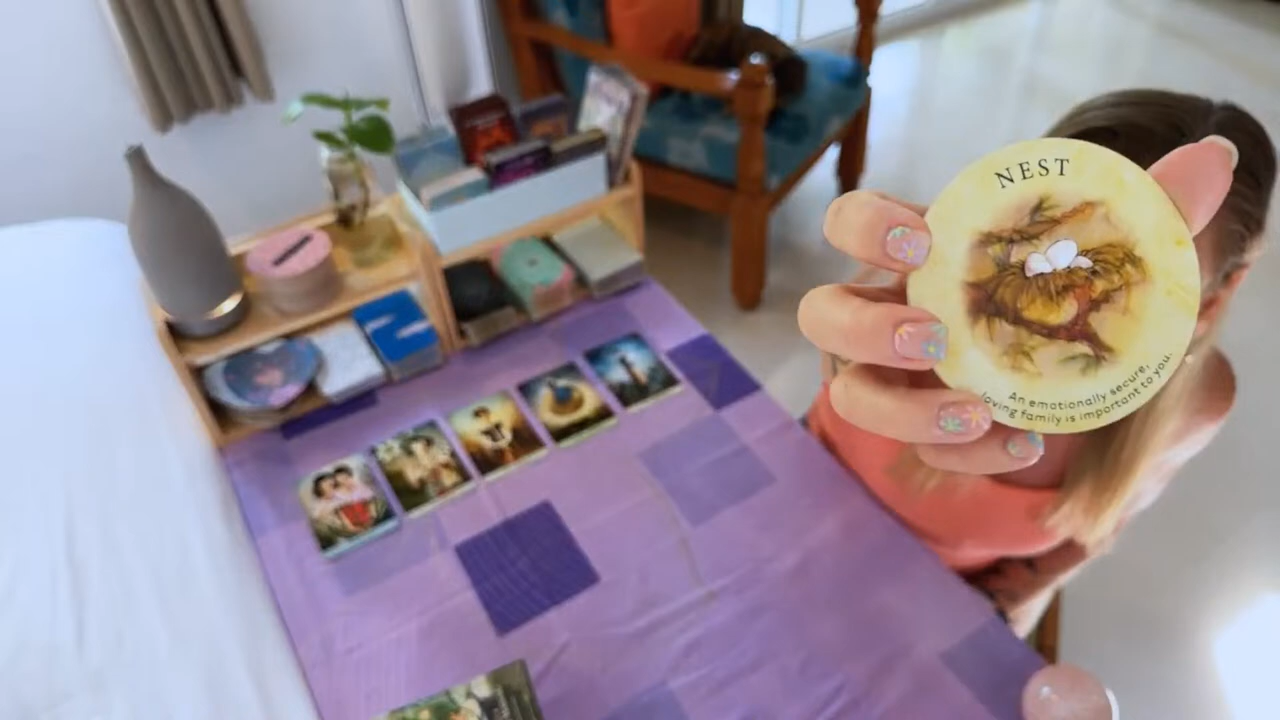 NEST
An emotionally secure,
loving family is important to you.